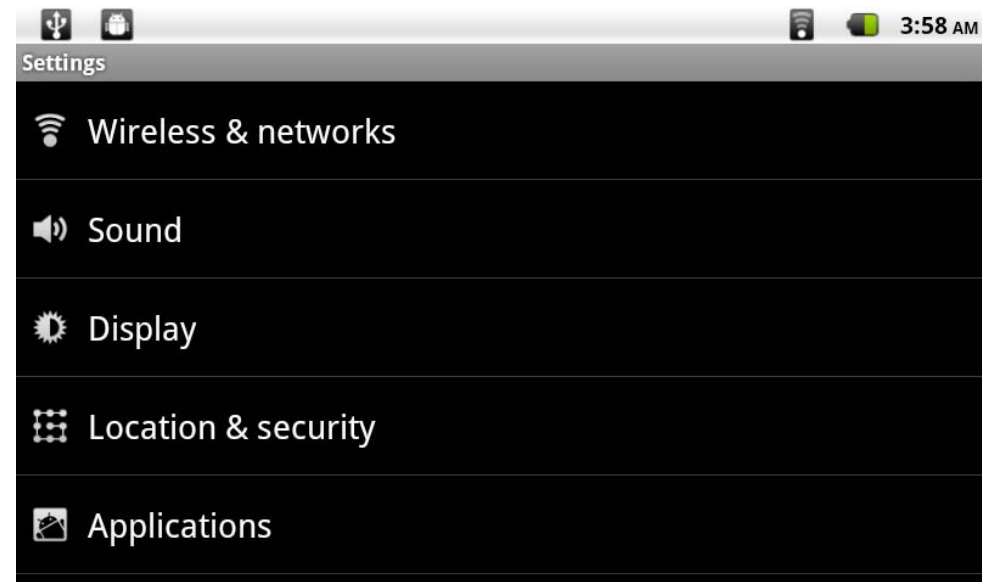 3:58 AM
Settings
Wireless & networks
Sound
Display
Location & security
Applications